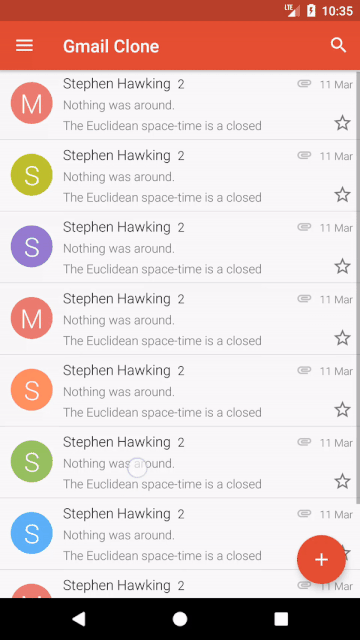 LTE 10:35
Gmail Clone
M Stephen Hawking 2 11 Mar
Nothing was around.
The Euclidean space-time is a closed
S Stephen Hawking 2 11 Mar
Nothing was around.
The Euclidean space-time is a closed
S Stephen Hawking 2 11 Mar
Nothing was around.
The Euclidean space-time is a closed
M Stephen Hawking 2 11 Mar
Nothing was around.
The Euclidean space-time is a closed
S Stephen Hawking 2 11 Mar
Nothing was around.
The Euclidean space-time is a closed
S Stephen Hawking 2 11 Mar
Nothing was around.
The Euclidean space-time is a closed
S Stephen Hawking 2 11 Mar
Nothing was around.
The Euclidean space-time is a closed
Stephen Hawking 2 11 Mar